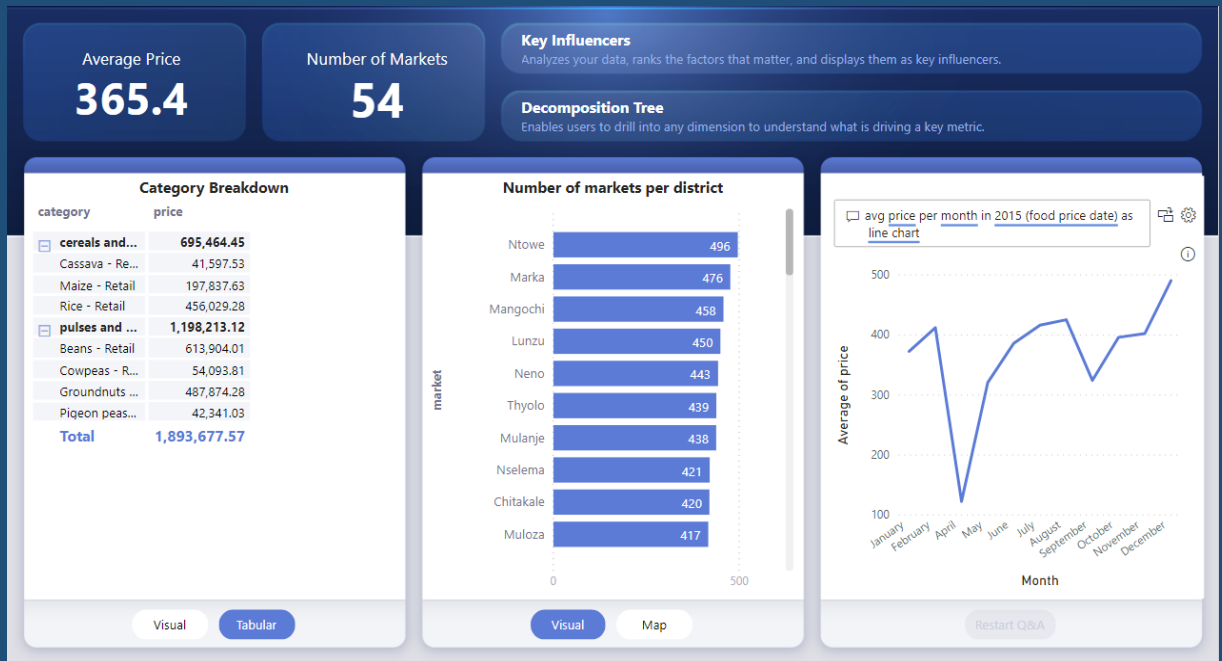 Average Price
365.4
Number of Markets
54
Key Influencers
Analyzes your data, ranks the factors that matter, and displays them as key influencers.
Decomposition Tree
Enables users to drill into any dimension to understand what is driving a key metric.
Category Breakdown
category price
cereals and... 695,464.45
Cassava - Re... 41,597.53
Maize - Retail 197,837.63
Rice - Retail 456,029.28
pulses and ... 1,198,213.12
Beans - Retail 613,904.01
Cowpeas - R... 54,093.81
Groundnuts ... 487,874.28
Pigeon peas... 42,341.03
Total 1,893,677.57
Visual Tabular
Number of markets per district
market
Ntowe 496
Marka 476
Mangochi 458
Lunzu 450
Neno 443
Thyolo 439
Mulanje 438
Nselema 421
Chitakale 420
Muloza 417
0 500
Visual Map
avg price per month in 2015 (food price date) as
line chart
Average of price
500
400
300
200
100
January February April May June July August September October November December
Month
Restart Q&A